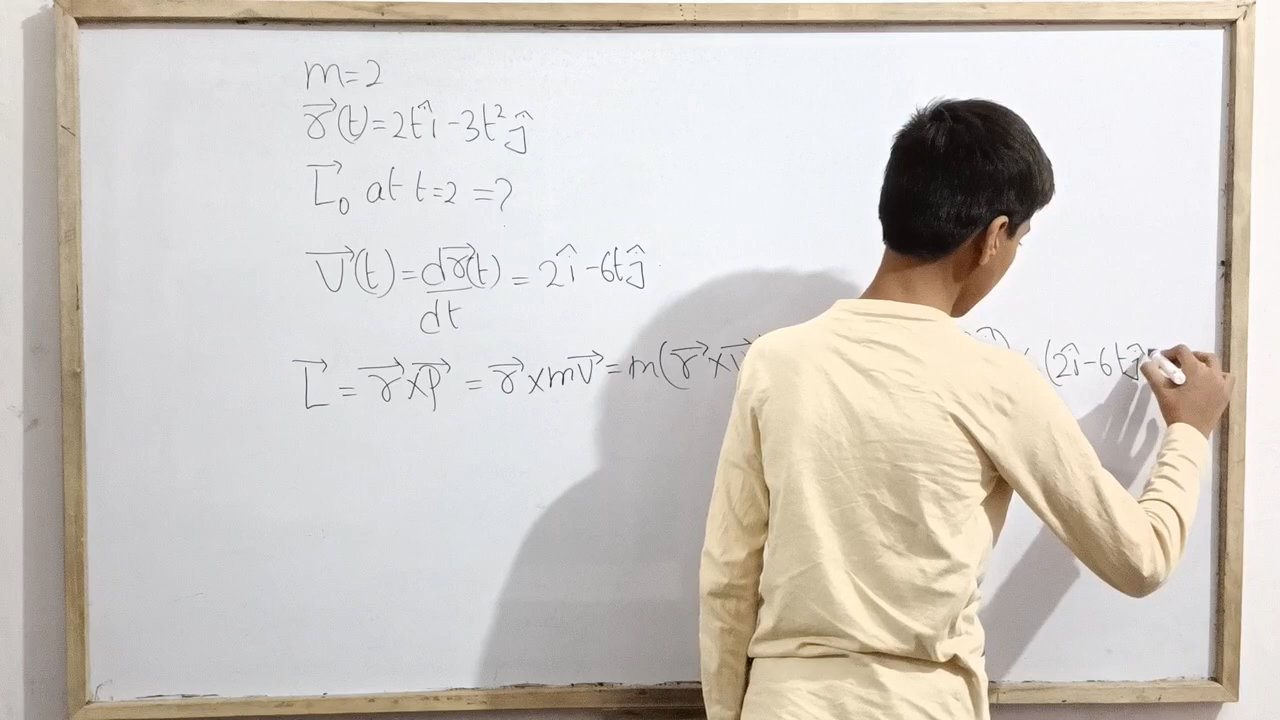 m=2
r⃗(t)=2tî-3t²ĵ
L⃗₀ at t=2 =?
V⃗(t)=dr⃗(t)/dt = 2î-6tĵ
L⃗ = r⃗×p⃗ = r⃗×mv⃗ = m(r⃗×v⃗ × (2î-6tĵ